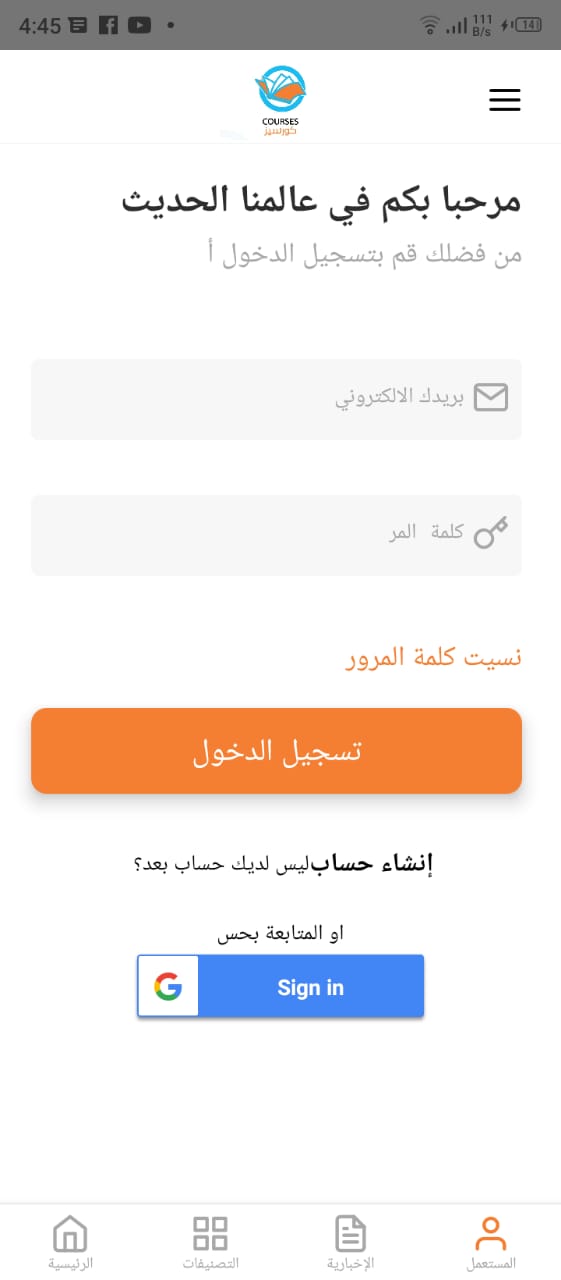 4:45
111
B/s
14
COURSES
كورسيز
مرحبا بكم في عالمنا الحديث
من فضلك قم بتسجيل الدخول أ
بريدك الالكتروني
كلمة المر
نسيت كلمة المرور
تسجيل الدخول
إنشاء حسابليس لديك حساب بعد؟
او المتابعة بحس
Sign in
المستعمل
الإخبارية
التصنيفات
الرئيسية